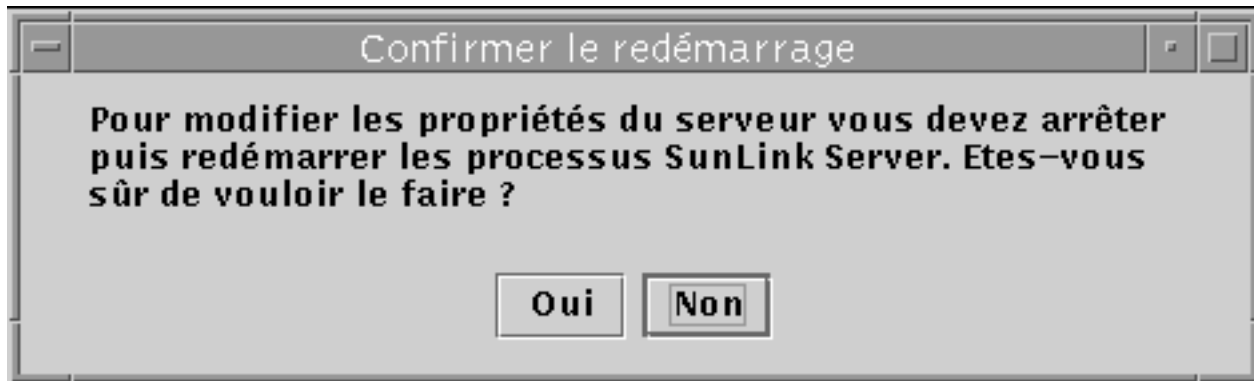 Confirmer le redémarrage
Pour modifier les propriétés du serveur vous devez arrêter
puis redémarrer les processus SunLink Server. Etes-vous
sûr de vouloir le faire ?
Oui Non